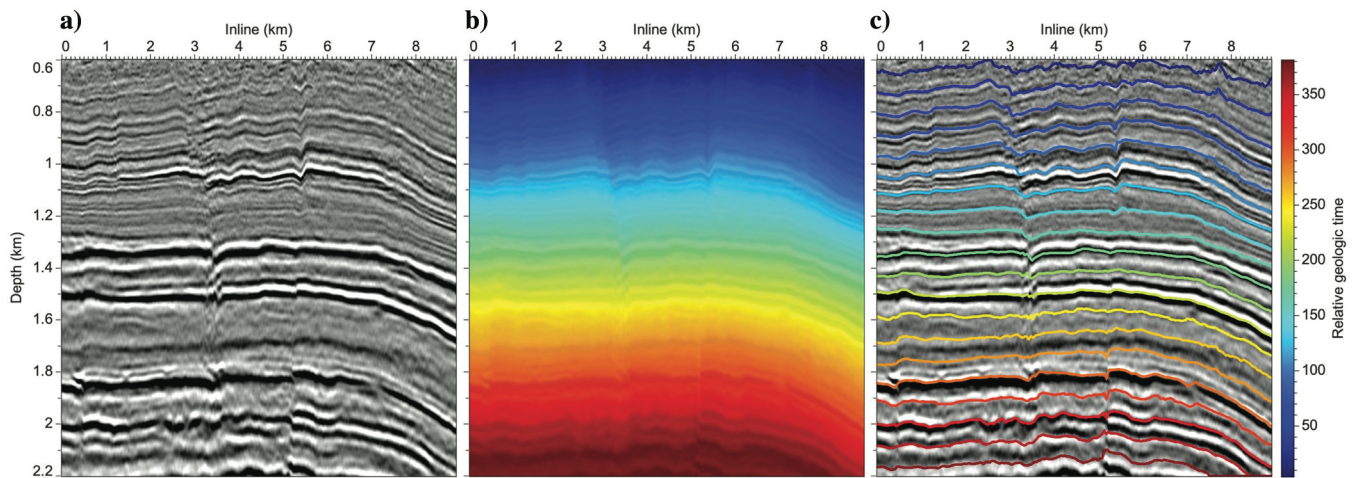 a)
Inline (km)
0 1 2 3 4 5 6 7 8
b)
Inline (km)
0 1 2 3 4 5 6 7 8
c)
Inline (km)
0 1 2 3 4 5 6 7 8
Depth (km)
0.6
0.8
1
1.2
1.4
1.6
1.8
2
2.2
Relative geologic time
350
300
250
200
150
100
50